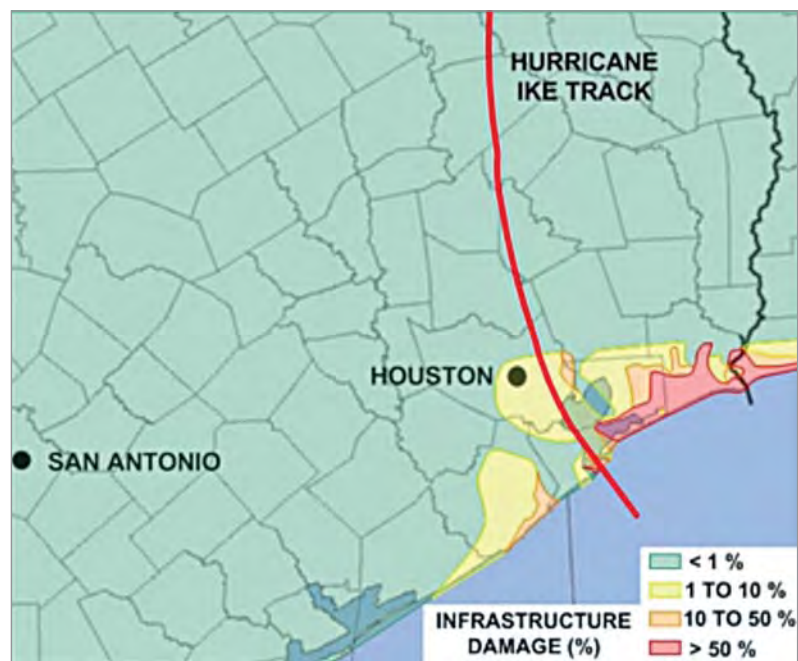 HURRICANE
IKE TRACK
HOUSTON
SAN ANTONIO
INFRASTRUCTURE
DAMAGE (%)
< 1 %
1 TO 10 %
10 TO 50 %
> 50 %